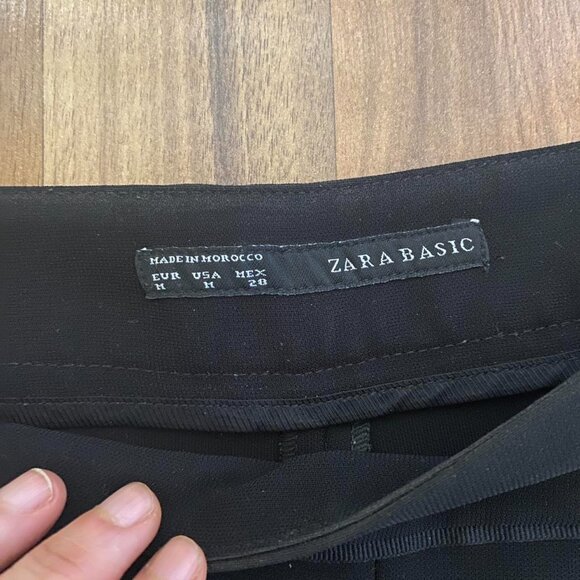 MADE IN MOROCCO
EUR USA MEX
M M 28
ZARA BASIC